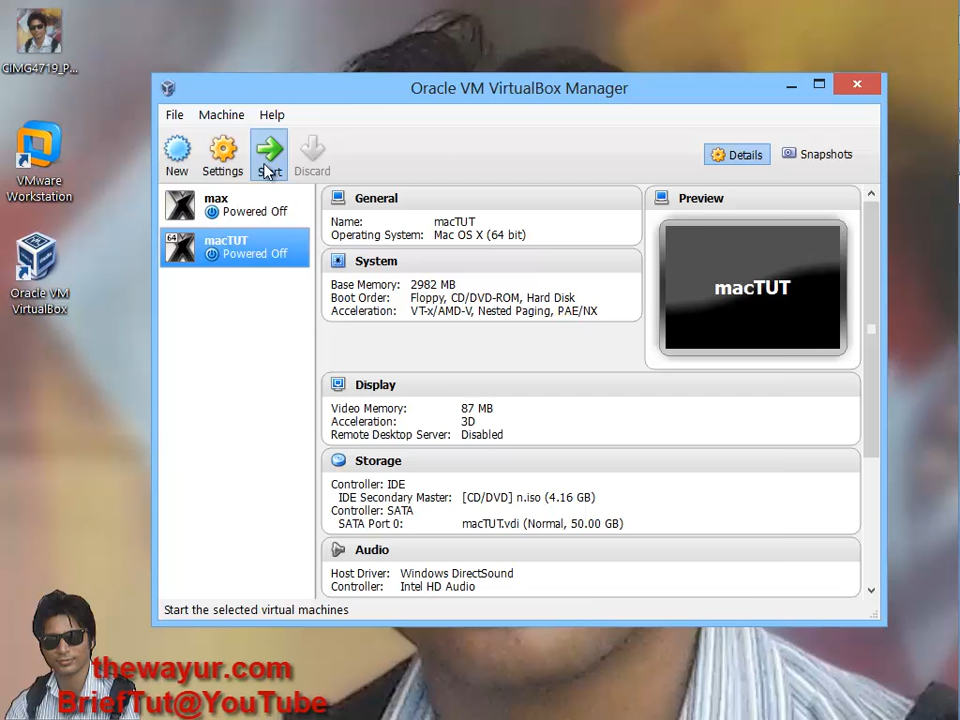 CIMG4719_P...
VMware
Workstation
Oracle VM
VirtualBox
Oracle VM VirtualBox Manager
File Machine Help
New Settings Start Discard
Details Snapshots
max
Powered Off
64
macTUT
Powered Off
General
Name: macTUT
Operating System: Mac OS X (64 bit)
System
Base Memory: 2982 MB
Boot Order: Floppy, CD/DVD-ROM, Hard Disk
Acceleration: VT-x/AMD-V, Nested Paging, PAE/NX
Preview
macTUT
Display
Video Memory: 87 MB
Acceleration: 3D
Remote Desktop Server: Disabled
Storage
Controller: IDE
IDE Secondary Master: [CD/DVD] n.iso (4.16 GB)
Controller: SATA
SATA Port 0: macTUT.vdi (Normal, 50.00 GB)
Audio
Host Driver: Windows DirectSound
Controller: Intel HD Audio
Start the selected virtual machines
thewayur.com
BriefTut@YouTube